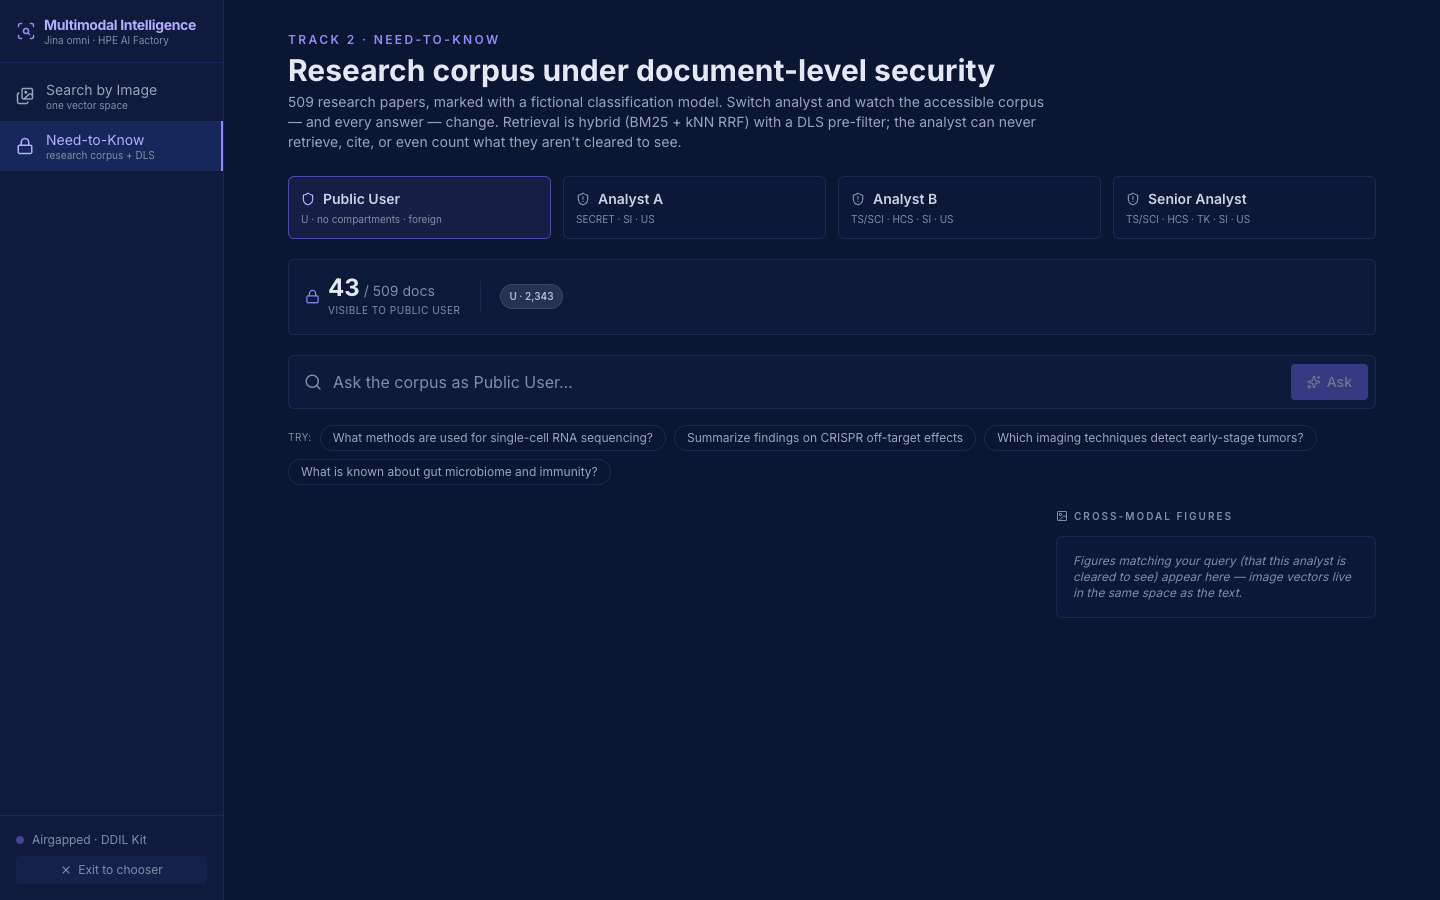 Multimodal Intelligence
Jina omni · HPE AI Factory
Search by Image
one vector space
Need-to-Know
research corpus + DLS
Airgapped · DDIL Kit
Exit to chooser
TRACK 2 · NEED-TO-KNOW
Research corpus under document-level security
509 research papers, marked with a fictional classification model. Switch analyst and watch the accessible corpus
— and every answer — change. Retrieval is hybrid (BM25 + kNN RRF) with a DLS pre-filter; the analyst can never
retrieve, cite, or even count what they aren't cleared to see.
Public User
U · no compartments · foreign
Analyst A
SECRET · SI · US
Analyst B
TS/SCI · HCS · SI · US
Senior Analyst
TS/SCI · HCS · TK · SI · US
43 / 509 docs
VISIBLE TO PUBLIC USER
U · 2,343
Ask the corpus as Public User...
Ask
TRY:
What methods are used for single-cell RNA sequencing?
Summarize findings on CRISPR off-target effects
Which imaging techniques detect early-stage tumors?
What is known about gut microbiome and immunity?
CROSS-MODAL FIGURES
Figures matching your query (that this analyst is
cleared to see) appear here — image vectors live
in the same space as the text.